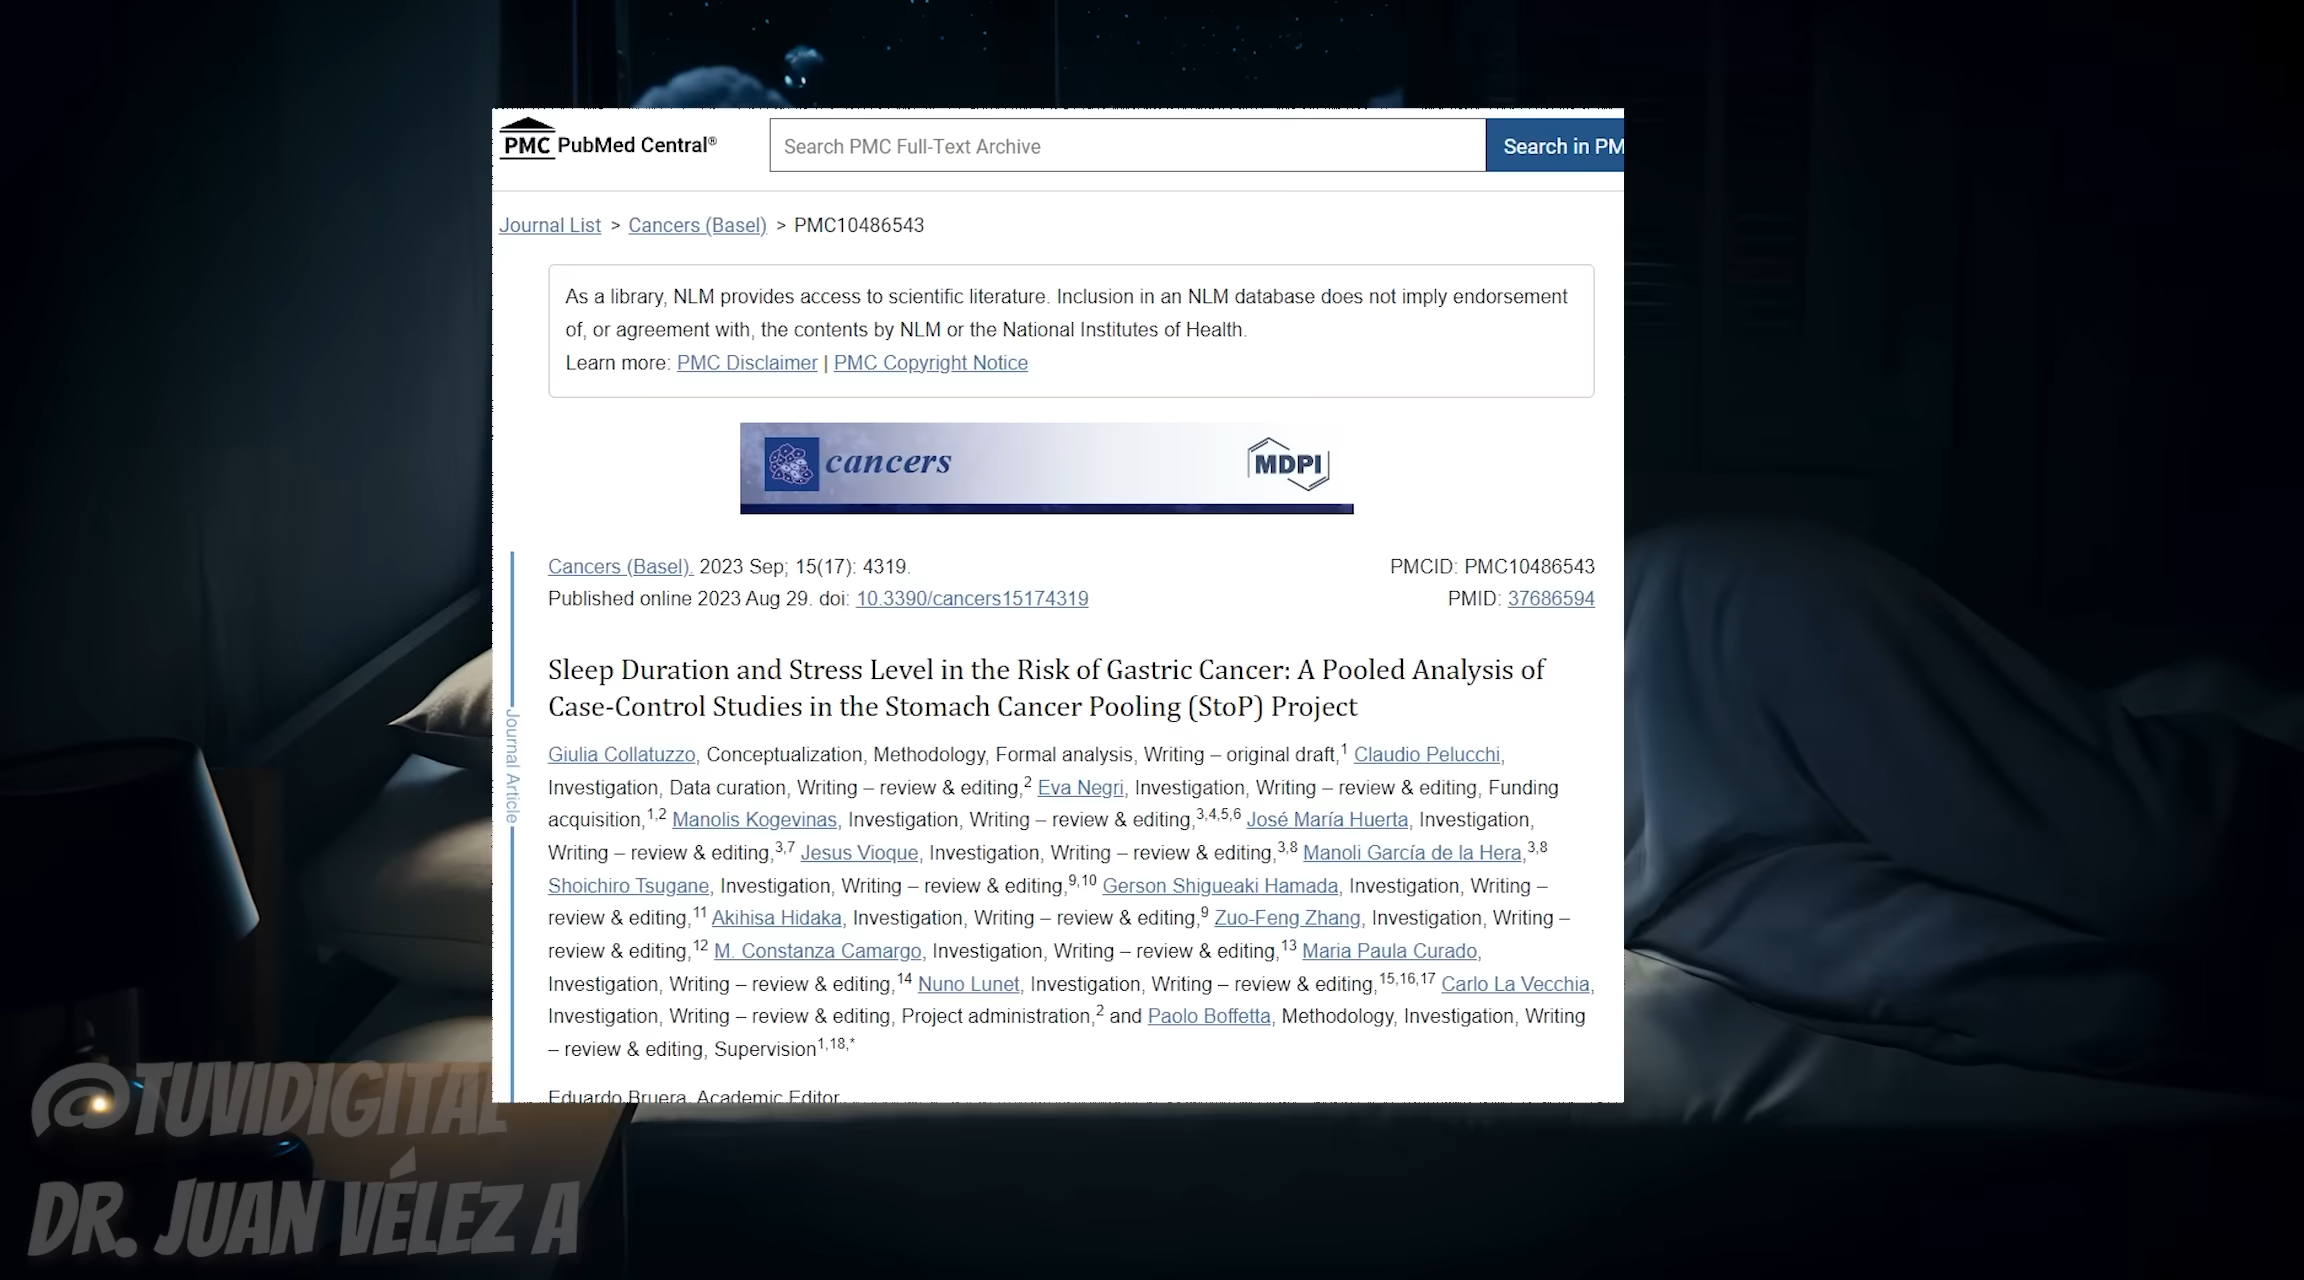 PMC PubMed Central®
Search PMC Full-Text Archive
Search in PM
Journal List > Cancers (Basel) > PMC10486543
As a library, NLM provides access to scientific literature. Inclusion in an NLM database does not imply endorsement
of, or agreement with, the contents by NLM or the National Institutes of Health.
Learn more: PMC Disclaimer | PMC Copyright Notice
cancers
MDPI
Cancers (Basel). 2023 Sep; 15(17): 4319.
PMCID: PMC10486543
Published online 2023 Aug 29. doi: 10.3390/cancers15174319
PMID: 37686594
Journal Article
Sleep Duration and Stress Level in the Risk of Gastric Cancer: A Pooled Analysis of
Case-Control Studies in the Stomach Cancer Pooling (StoP) Project
Giulia Collatuzzo, Conceptualization, Methodology, Formal analysis, Writing – original draft,1 Claudio Pelucchi,
Investigation, Data curation, Writing – review & editing,2 Eva Negri, Investigation, Writing – review & editing, Funding
acquisition,1,2 Manolis Kogevinas, Investigation, Writing – review & editing,3,4,5,6 José María Huerta, Investigation,
Writing – review & editing,3,7 Jesus Vioque, Investigation, Writing – review & editing,3,8 Manoli García de la Hera,3,8
Shoichiro Tsugane, Investigation, Writing – review & editing,9,10 Gerson Shigueaki Hamada, Investigation, Writing –
review & editing,11 Akihisa Hidaka, Investigation, Writing – review & editing,9 Zuo-Feng Zhang, Investigation, Writing –
review & editing,12 M. Constanza Camargo, Investigation, Writing – review & editing,13 Maria Paula Curado,
Investigation, Writing – review & editing,14 Nuno Lunet, Investigation, Writing – review & editing,15,16,17 Carlo La Vecchia,
Investigation, Writing – review & editing, Project administration,2 and Paolo Boffetta, Methodology, Investigation, Writing
– review & editing, Supervision1,18,*
Eduardo Bruera, Academic Editor
@TUVIDIGITAL
DR. JUAN VÉLEZ A